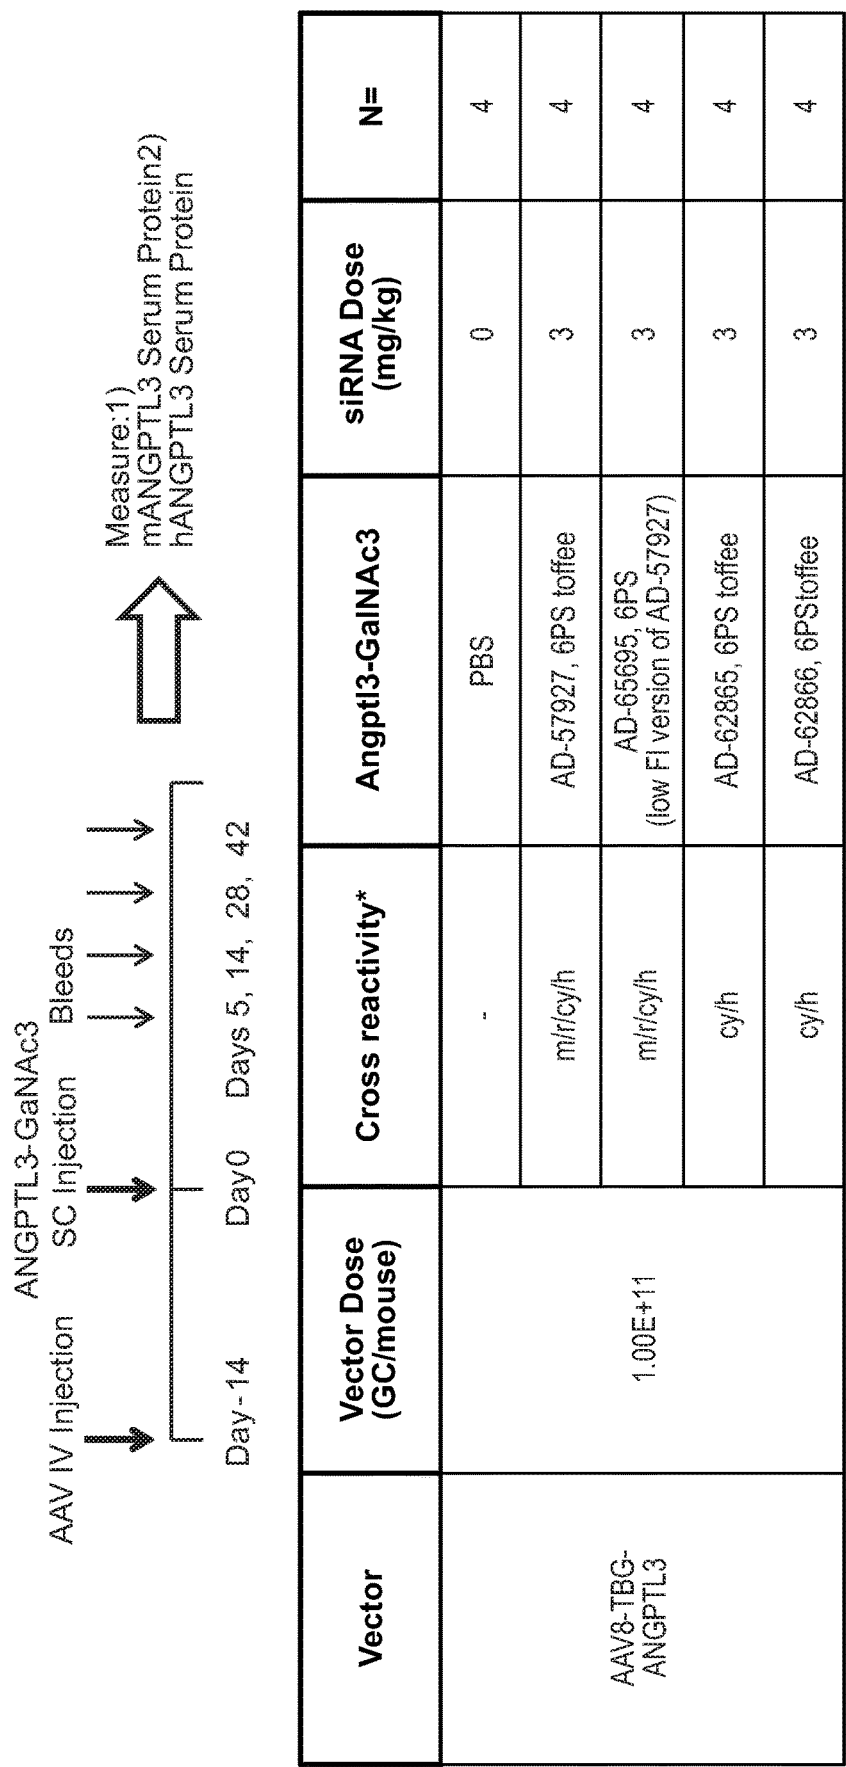 ANGPTL3-GaNAc3
AAV IV Injection SC Injection Bleeds
Day-14 Day0 Days 5, 14, 28, 42
Measure:1)
mANGPTL3 Serum Protein2)
hANGPTL3 Serum Protein
Vector
Vector Dose
(GC/mouse)
Cross reactivity*
Angptl3-GalNAc3
siRNA Dose
(mg/kg)
N=
AAV8-TBG-
ANGPTL3
1.00E+11
- PBS 0 4
m/r/cy/h AD-57927, 6PS toffee 3 4
m/r/cy/h AD-65695, 6PS
(low FI version of AD-57927) 3 4
cy/h AD-62865, 6PS toffee 3 4
cy/h AD-62866, 6PStoffee 3 4